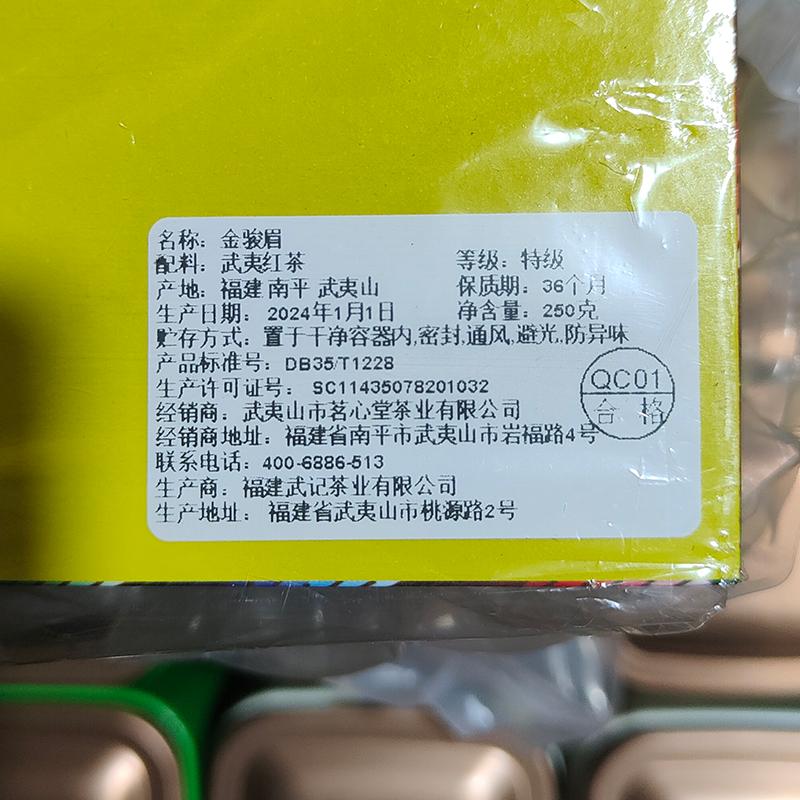 名称：金骏眉
配料：武夷红茶 等级：特级
产地：福建 南平 武夷山 保质期：36个月
生产日期：2024年1月1日 净含量：250克
贮存方式：置于干净容器内,密封,通风,避光,防异味
产品标准号：DB35/T1228
生产许可证号：SC11435078201032
QC01
合格
经销商：武夷山市茗心堂茶业有限公司
经销商地址：福建省南平市武夷山市岩福路4号
联系电话：400-6886-513
生产商：福建武记茶业有限公司
生产地址：福建省武夷山市桃源路2号